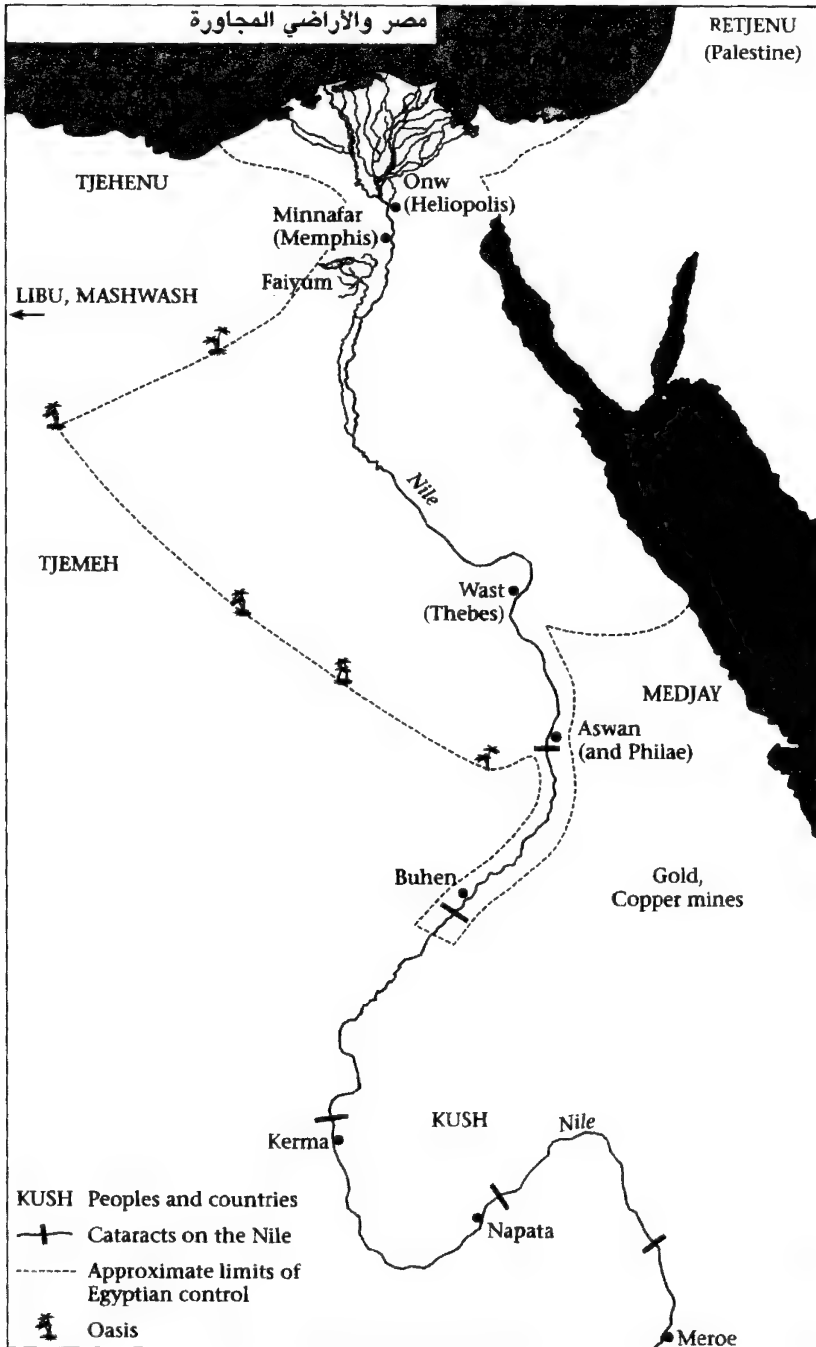 مصر والأراضي المجاورة
RETJENU
(Palestine)
TJEHENU
Onw
(Heliopolis)
Minnafar
(Memphis)
Faiyum
LIBU, MASHWASH
Nile
TJEMEH
Wast
(Thebes)
MEDJAY
Aswan
(and Philae)
Buhen
Gold,
Copper mines
KUSH
Nile
Kerma
Napata
KUSH Peoples and countries
Cataracts on the Nile
Approximate limits of
Egyptian control
Oasis
Meroe